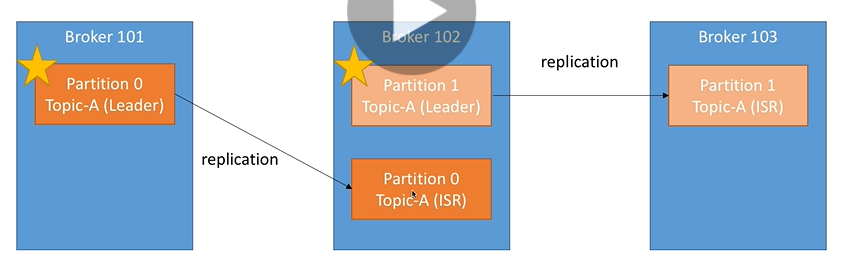 Broker 101
Broker 102
Broker 103
Partition 0
Topic-A (Leader)
Partition 1
Topic-A (Leader)
replication
Partition 1
Topic-A (ISR)
replication
Partition 0
Topic-A (ISR)